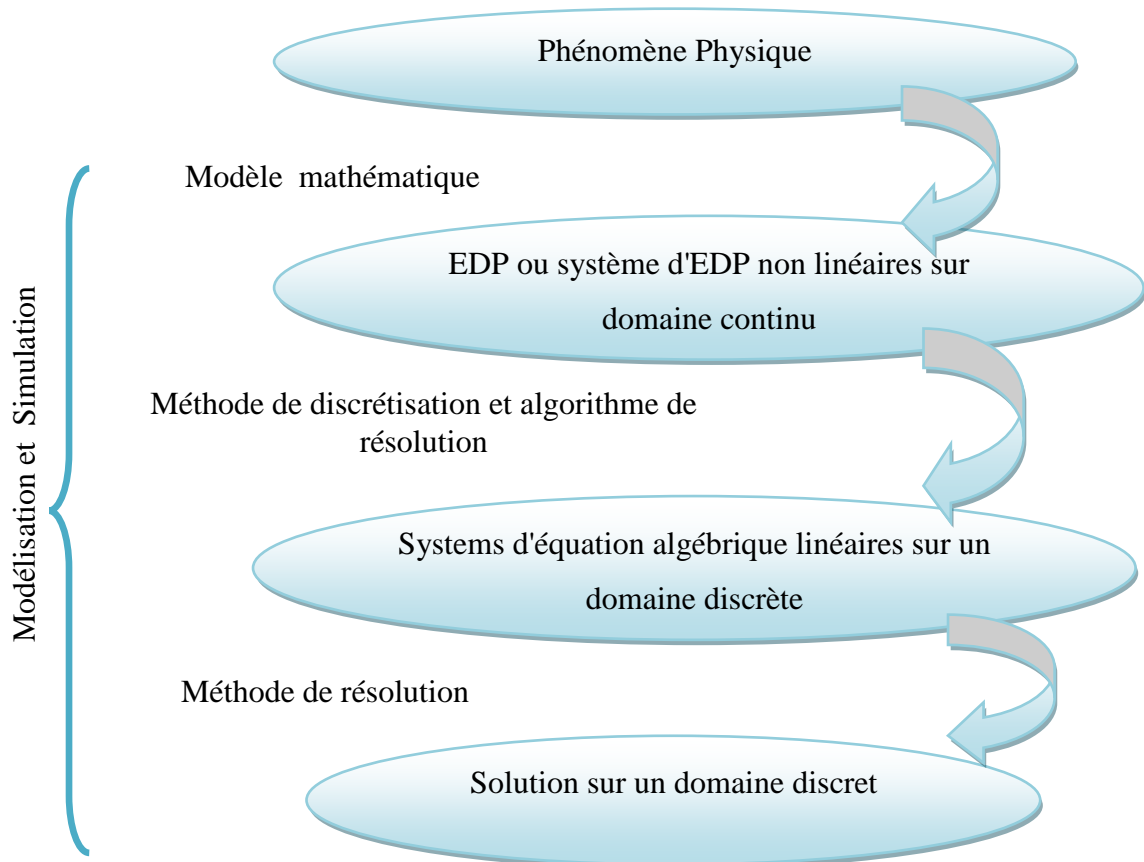 Phénomène Physique
Modèle mathématique
EDP ou système d'EDP non linéaires sur
domaine continu
Méthode de discrétisation et algorithme de
résolution
Systems d'équation algébrique linéaires sur un
domaine discrète
Méthode de résolution
Solution sur un domaine discret
Modélisation et Simulation